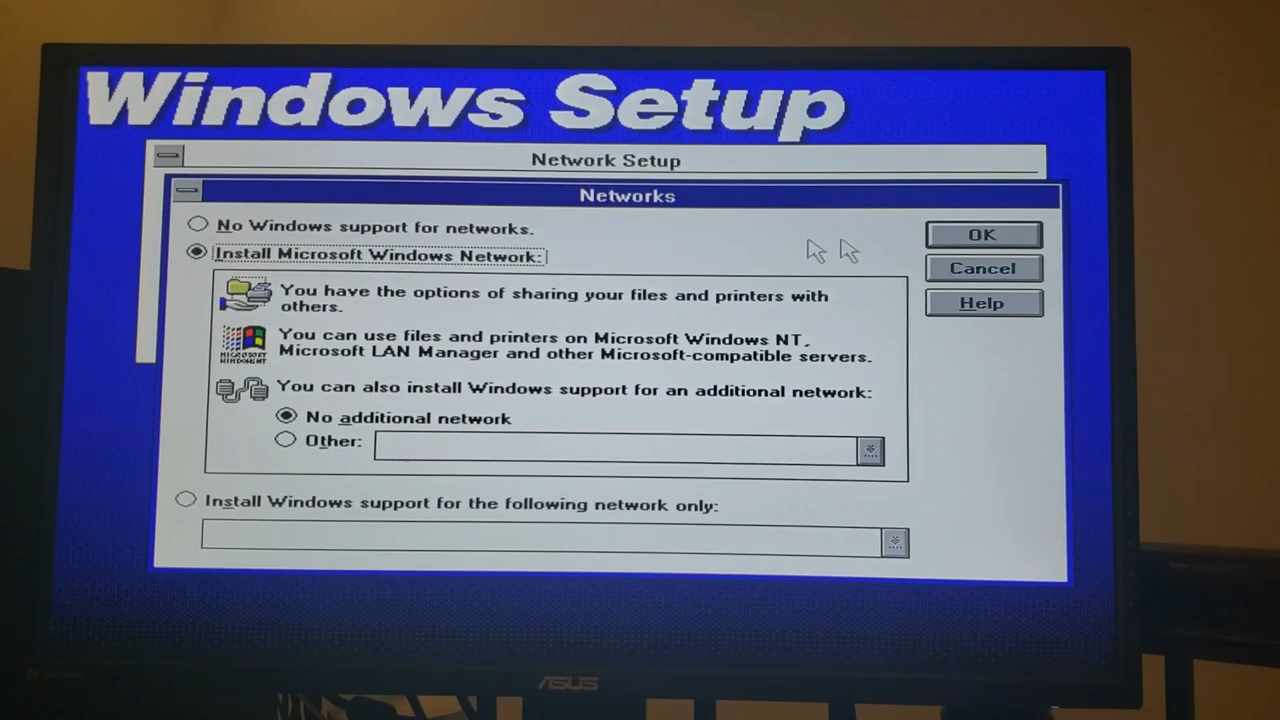 Windows Setup
Network Setup
Networks
No Windows support for networks.
Install Microsoft Windows Network:
You have the options of sharing your files and printers with
others.
You can use files and printers on Microsoft Windows NT,
Microsoft LAN Manager and other Microsoft-compatible servers.
You can also install Windows support for an additional network:
No additional network
Other:
Install Windows support for the following network only:
OK
Cancel
Help
ASUS